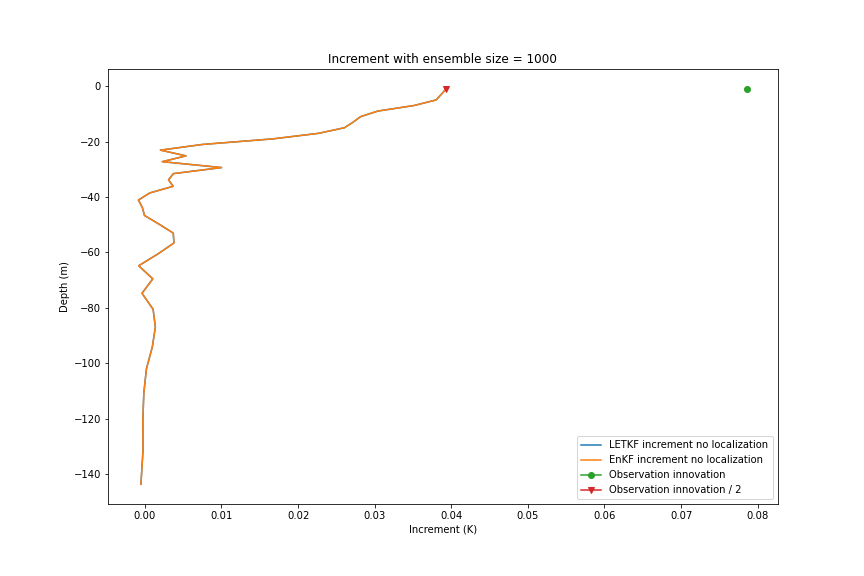 Increment with ensemble size = 1000
0
−20
−40
−60
−80
−100
−120
−140
Depth (m)
0.00
0.01
0.02
0.03
0.04
0.05
0.06
0.07
0.08
Increment (K)
LETKF increment no localization
EnKF increment no localization
Observation innovation
Observation innovation / 2